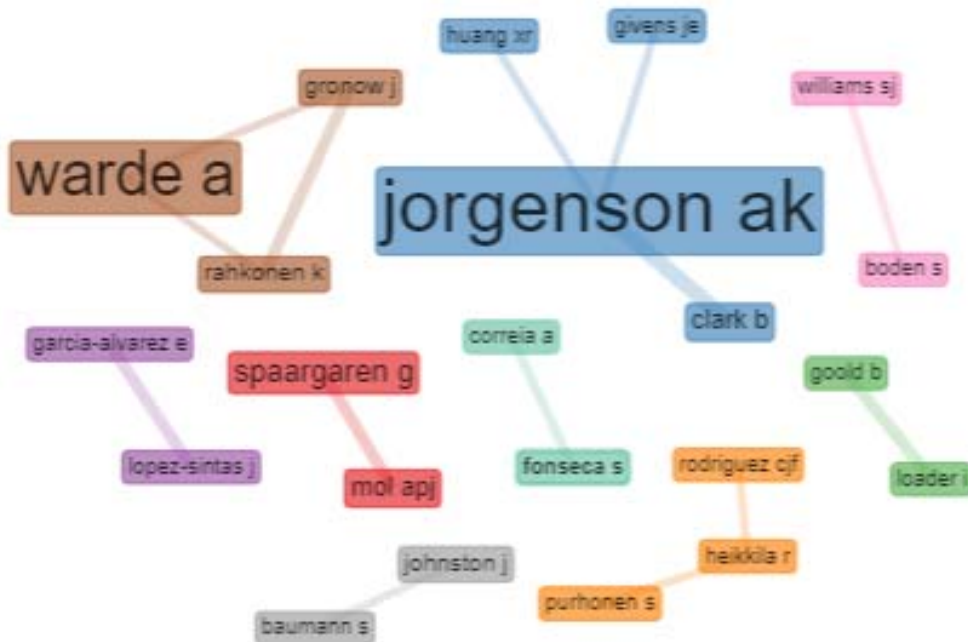 huang xr
givens je
gronow j
williams sj
warde a
jorgenson ak
rahkonen k
boden s
clark b
garcia-alvarez e
correia a
spaargaren g
goold b
lopez-sintas j
mol apj
fonseca s
rodriguez cjf
loader i
johnston j
heikkila r
purhonen s
baumann s